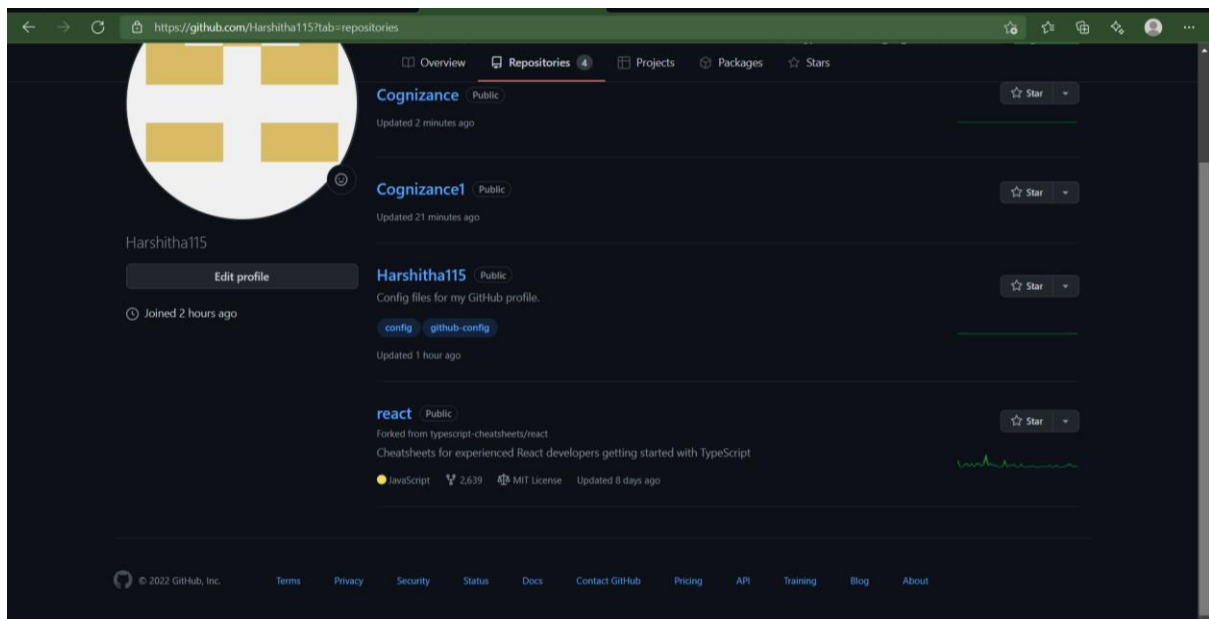 https://github.com/Harshitha115?tab=repositories
Overview Repositories 4 Projects Packages Stars
Cognizance Public Star
Updated 2 minutes ago
Cognizance1 Public Star
Updated 21 minutes ago
Harshitha115
Edit profile
Joined 2 hours ago
Harshitha115 Public Star
Config files for my GitHub profile.
config github-config
Updated 1 hour ago
react Public Star
Forked from typescript-cheatsheets/react
Cheatsheets for experienced React developers getting started with TypeScript
JavaScript 2,639 MIT License Updated 8 days ago
© 2022 GitHub, Inc. Terms Privacy Security Status Docs Contact GitHub Pricing API Training Blog About